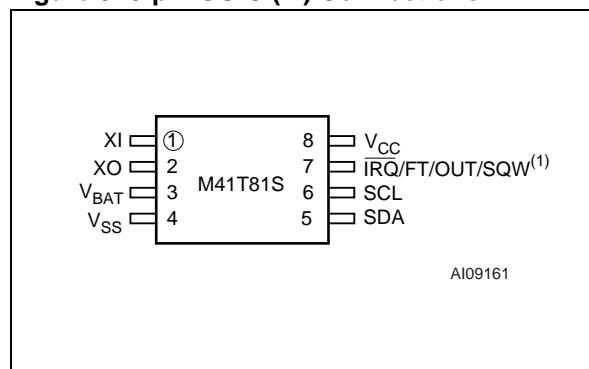 XI 1 8 VCC
XO 2 7 IRQ/FT/OUT/SQW(1)
VBAT 3 M41T81S 6 SCL
VSS 4 5 SDA
AI09161